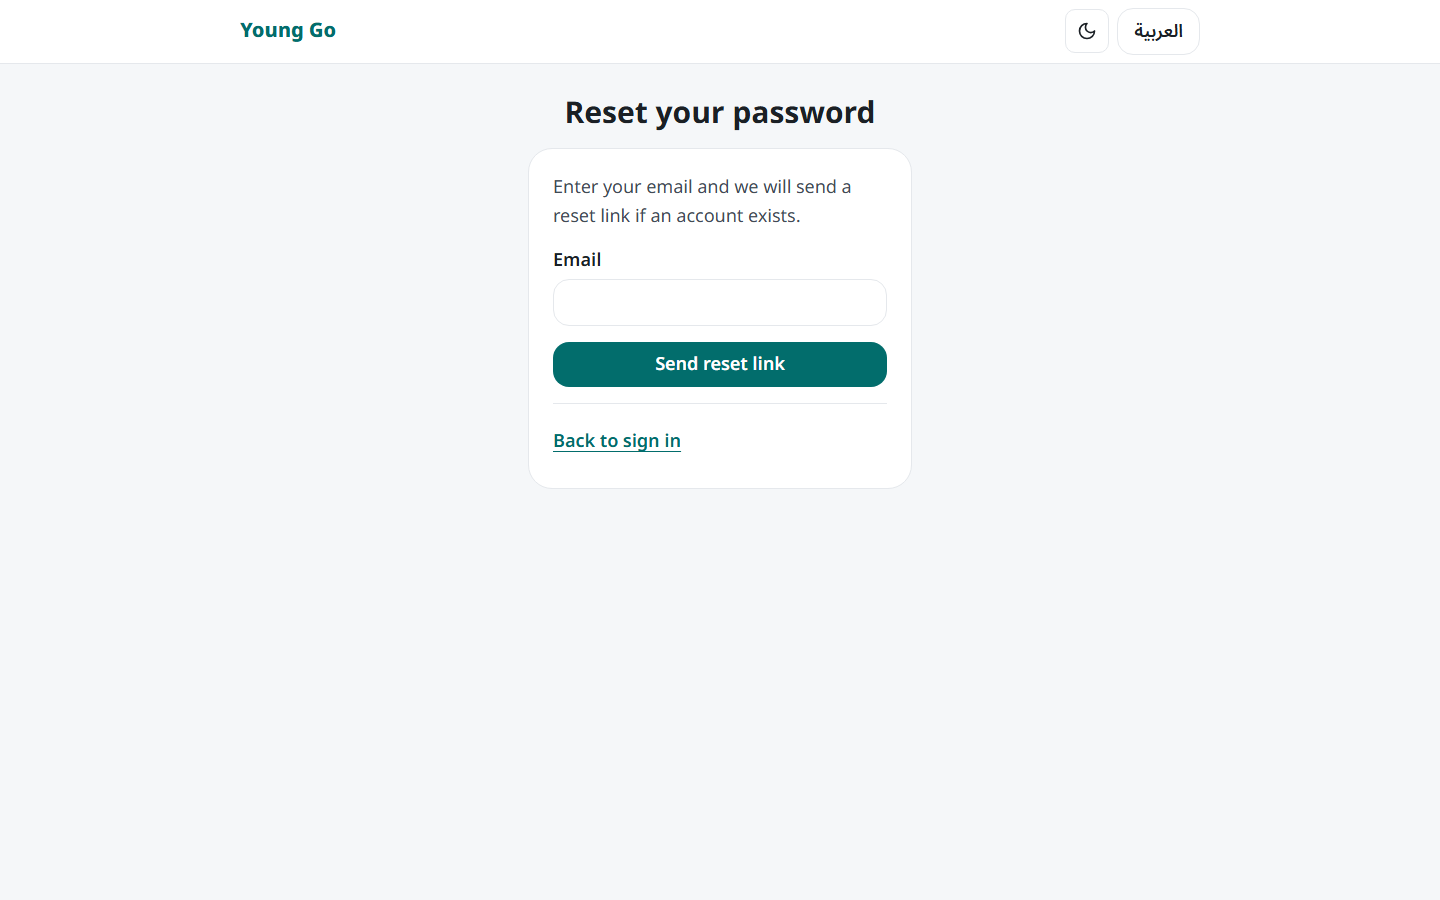 Young Go
العربية
Reset your password
Enter your email and we will send a
reset link if an account exists.
Email
Send reset link
Back to sign in